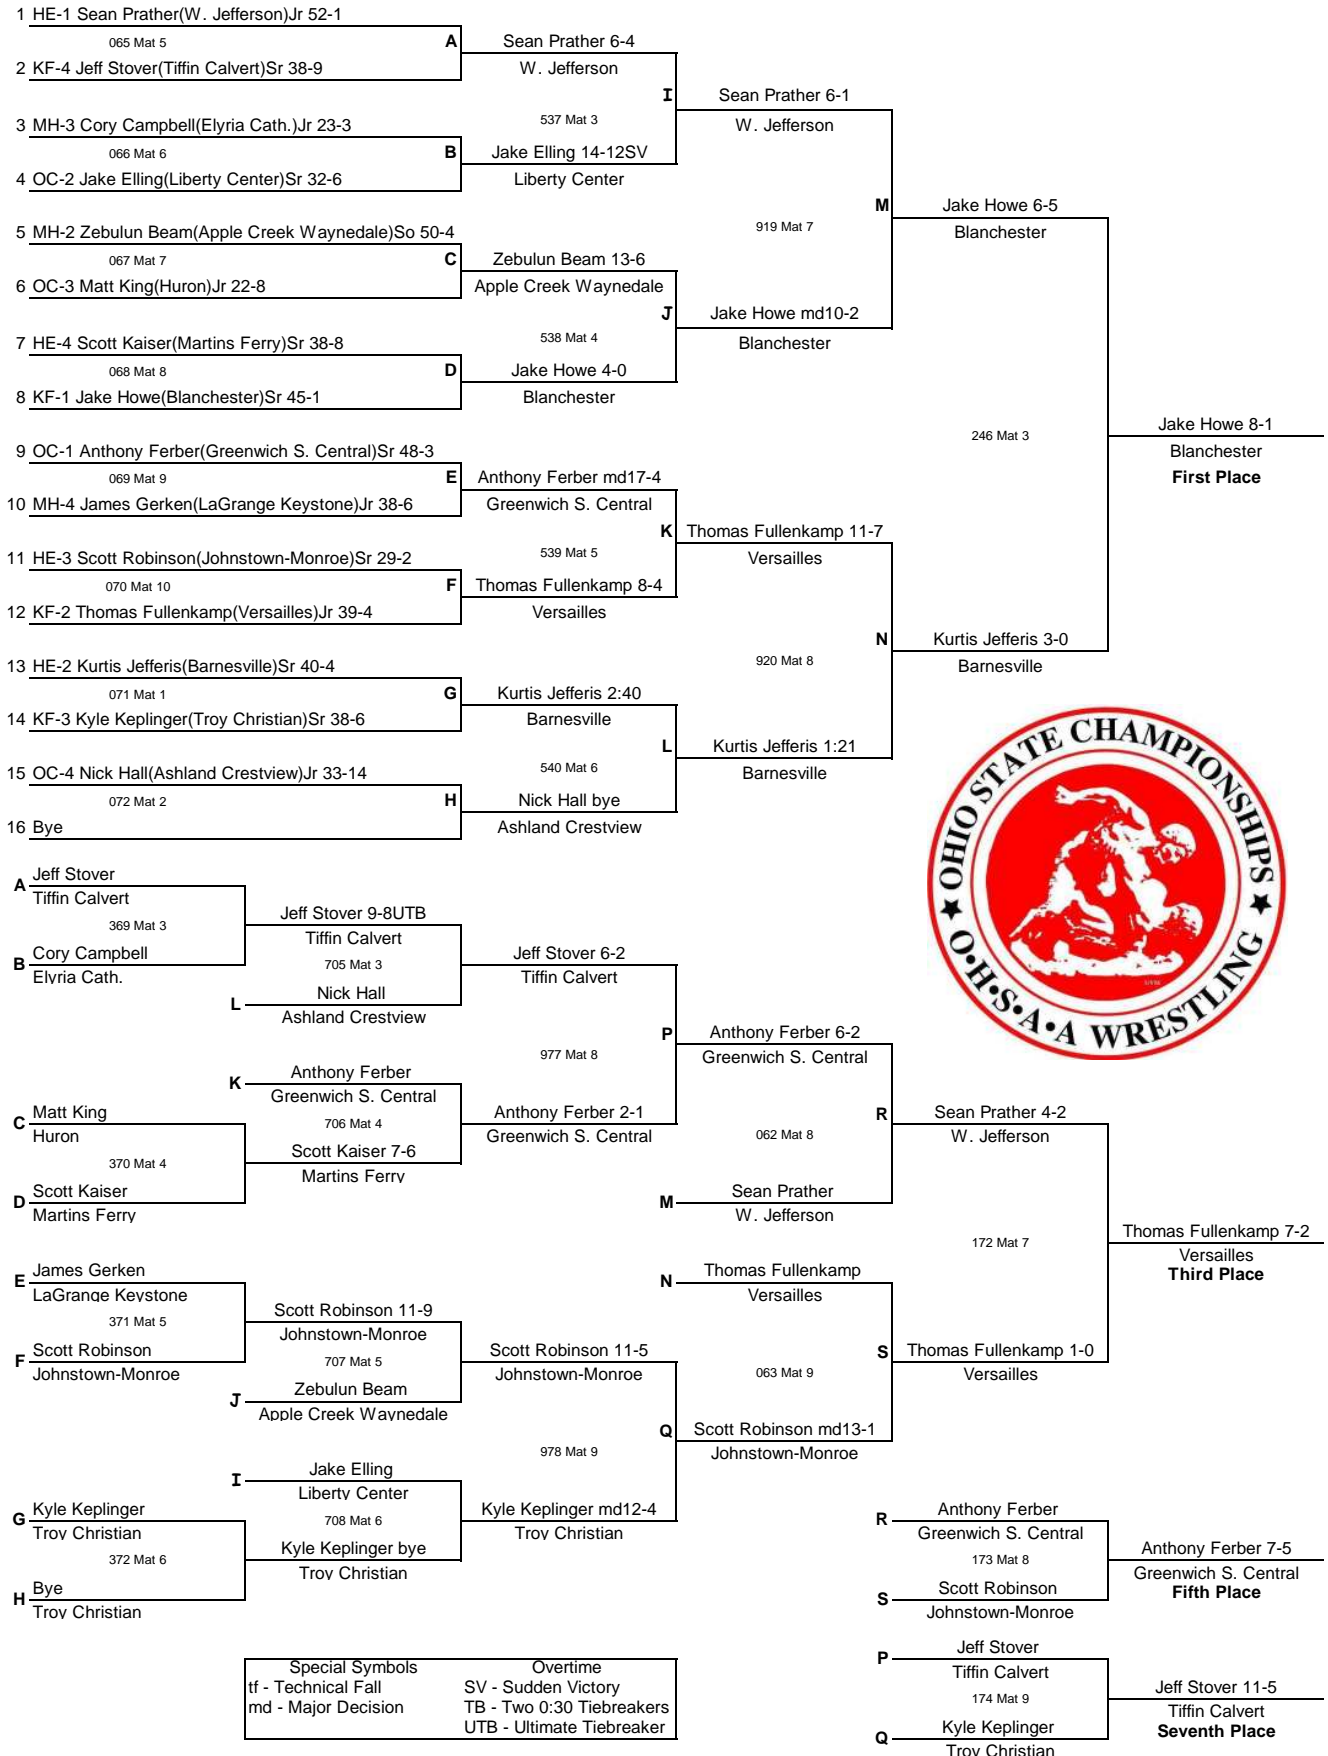 1 HE-1 Sean Prather(W. Jefferson)Jr 52-1
065 Mat 5
A
2 KF-4 Jeff Stover(Tiffin Calvert)Sr 38-9
Sean Prather 6-4
W. Jefferson
3 MH-3 Cory Campbell(Elyria Cath.)Jr 23-3
066 Mat 6
B
4 OC-2 Jake Elling(Liberty Center)Sr 32-6
Jake Elling 14-12SV
Liberty Center
I
537 Mat 3
Sean Prather 6-1
W. Jefferson
5 MH-2 Zebulun Beam(Apple Creek Waynedale)So 50-4
067 Mat 7
C
6 OC-3 Matt King(Huron)Jr 22-8
Zebulun Beam 13-6
Apple Creek Waynedale
7 HE-4 Scott Kaiser(Martins Ferry)Sr 38-8
068 Mat 8
D
8 KF-1 Jake Howe(Blanchester)Sr 45-1
Jake Howe 4-0
Blanchester
J
538 Mat 4
Jake Howe md10-2
Blanchester
M
919 Mat 7
Jake Howe 6-5
Blanchester
9 OC-1 Anthony Ferber(Greenwich S. Central)Sr 48-3
069 Mat 9
E
10 MH-4 James Gerken(LaGrange Keystone)Jr 38-6
Anthony Ferber md17-4
Greenwich S. Central
11 HE-3 Scott Robinson(Johnstown-Monroe)Sr 29-2
070 Mat 10
F
12 KF-2 Thomas Fullenkamp(Versailles)Jr 39-4
Thomas Fullenkamp 8-4
Versailles
K
539 Mat 5
Thomas Fullenkamp 11-7
Versailles
13 HE-2 Kurtis Jefferis(Barnesville)Sr 40-4
071 Mat 1
G
14 KF-3 Kyle Keplinger(Troy Christian)Sr 38-6
Kurtis Jefferis 2:40
Barnesville
15 OC-4 Nick Hall(Ashland Crestview)Jr 33-14
072 Mat 2
H
16 Bye
Nick Hall bye
Ashland Crestview
L
540 Mat 6
Kurtis Jefferis 1:21
Barnesville
N
920 Mat 8
Kurtis Jefferis 3-0
Barnesville
246 Mat 3
Jake Howe 8-1
Blanchester
First Place
OHIO STATE CHAMPIONSHIPS
O•H•S•A•A WRESTLING
A Jeff Stover
Tiffin Calvert
369 Mat 3
B Cory Campbell
Elyria Cath.
Jeff Stover 9-8UTB
Tiffin Calvert
705 Mat 3
L Nick Hall
Ashland Crestview
Jeff Stover 6-2
Tiffin Calvert
K Anthony Ferber
Greenwich S. Central
706 Mat 4
C Matt King
Huron
370 Mat 4
D Scott Kaiser
Martins Ferry
Scott Kaiser 7-6
Martins Ferry
Anthony Ferber 2-1
Greenwich S. Central
P
977 Mat 8
Anthony Ferber 6-2
Greenwich S. Central
R
062 Mat 8
M Sean Prather
W. Jefferson
Sean Prather 4-2
W. Jefferson
E James Gerken
LaGrange Keystone
371 Mat 5
F Scott Robinson
Johnstown-Monroe
Scott Robinson 11-9
Johnstown-Monroe
707 Mat 5
J Zebulun Beam
Apple Creek Waynedale
Scott Robinson 11-5
Johnstown-Monroe
I Jake Elling
Liberty Center
708 Mat 6
G Kyle Keplinger
Troy Christian
372 Mat 6
H Bye
Troy Christian
Kyle Keplinger bye
Troy Christian
Kyle Keplinger md12-4
Troy Christian
Q
978 Mat 9
Scott Robinson md13-1
Johnstown-Monroe
N Thomas Fullenkamp
Versailles
S
063 Mat 9
Thomas Fullenkamp 1-0
Versailles
172 Mat 7
Thomas Fullenkamp 7-2
Versailles
Third Place
R Anthony Ferber
Greenwich S. Central
173 Mat 8
S Scott Robinson
Johnstown-Monroe
Anthony Ferber 7-5
Greenwich S. Central
Fifth Place
P Jeff Stover
Tiffin Calvert
174 Mat 9
Q Kyle Keplinger
Troy Christian
Jeff Stover 11-5
Tiffin Calvert
Seventh Place
Special Symbols
tf - Technical Fall
md - Major Decision
Overtime
SV - Sudden Victory
TB - Two 0:30 Tiebreakers
UTB - Ultimate Tiebreaker